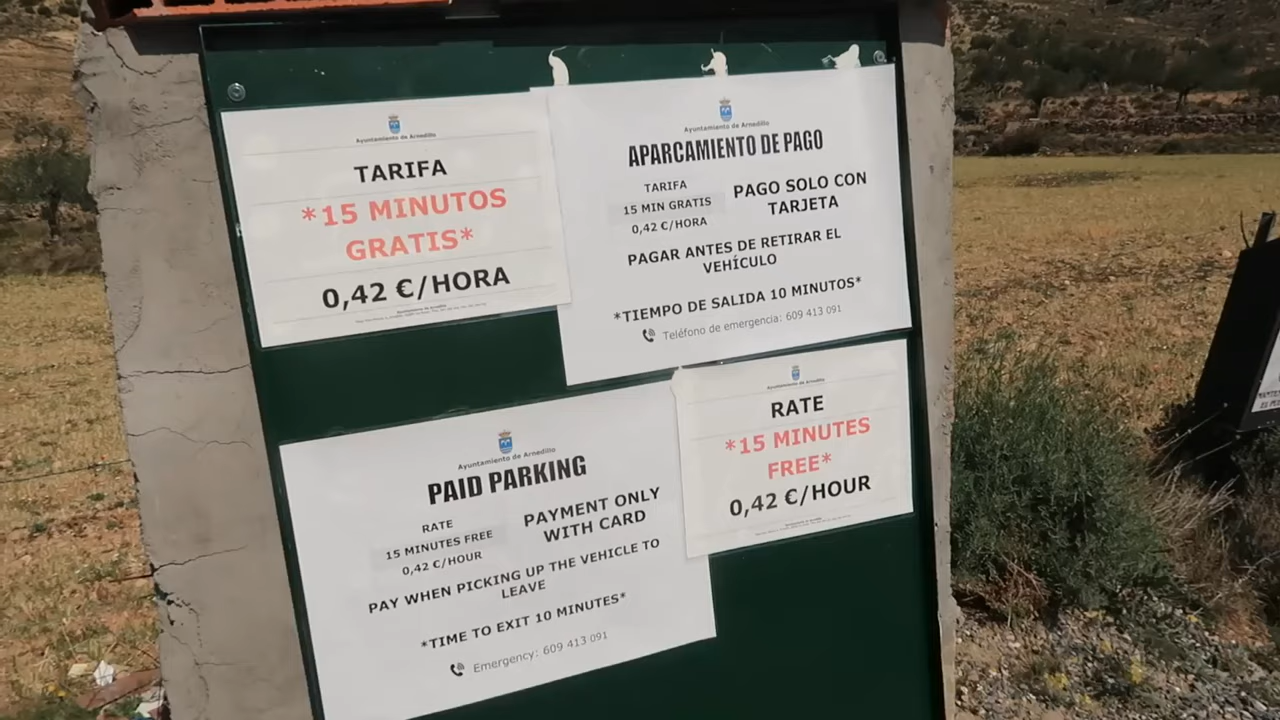 Ayuntamiento de Arnedillo
TARIFA
*15 MINUTOS
GRATIS*
0,42 €/HORA
Ayuntamiento de Arnedillo
APARCAMIENTO DE PAGO
TARIFA
15 MIN GRATIS
0,42 €/HORA
PAGO SOLO CON
TARJETA
PAGAR ANTES DE RETIRAR EL
VEHÍCULO
*TIEMPO DE SALIDA 10 MINUTOS*
Teléfono de emergencia: 609 413 091
Ayuntamiento de Arnedillo
PAID PARKING
RATE
15 MINUTES FREE
0,42 €/HOUR
PAYMENT ONLY
WITH CARD
PAY WHEN PICKING UP THE VEHICLE TO
LEAVE
*TIME TO EXIT 10 MINUTES*
Emergency: 609 413 091
Ayuntamiento de Arnedillo
RATE
*15 MINUTES
FREE*
0,42 €/HOUR